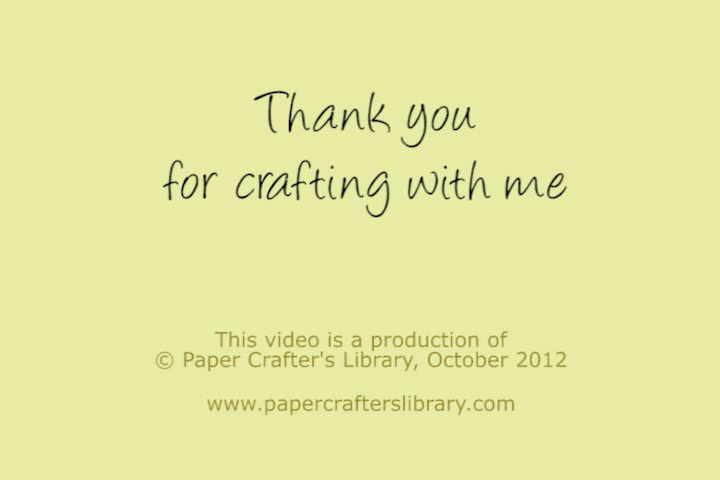 Thank you
for crafting with me
This video is a production of
© Paper Crafter's Library, October 2012
www.papercrafterslibrary.com